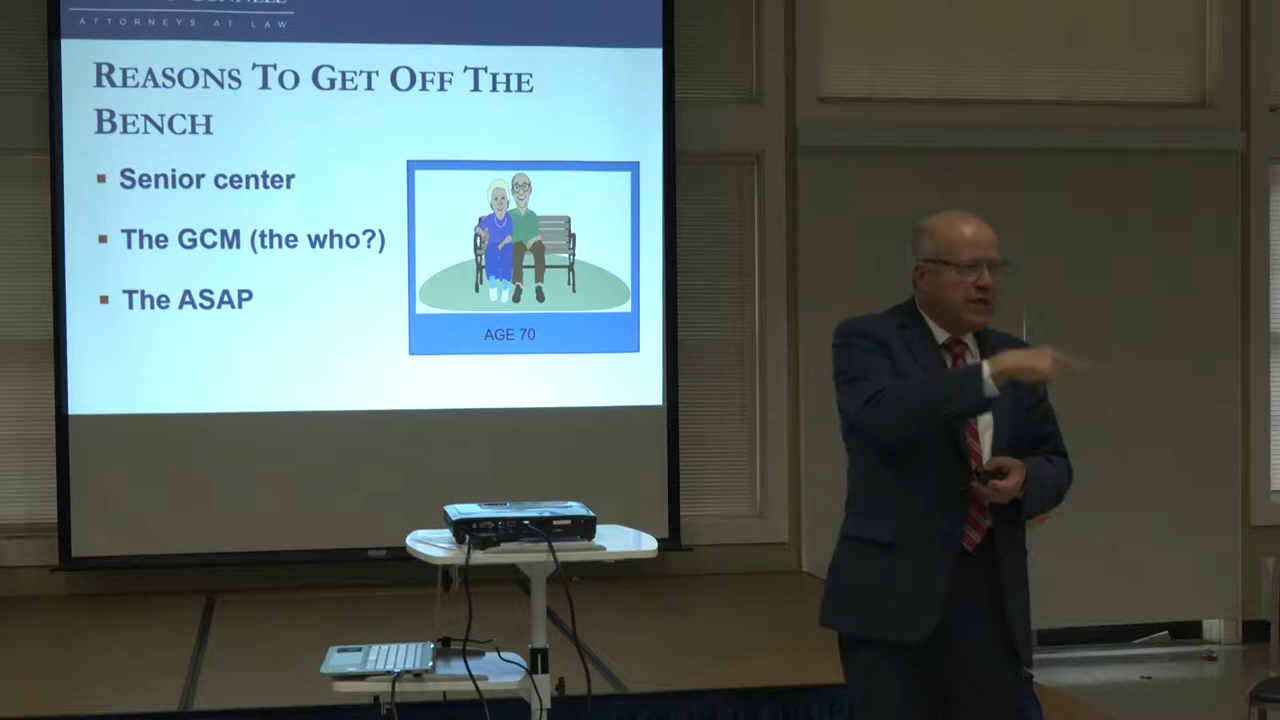 ATTORNEYS AT LAW
REASONS TO GET OFF THE
BENCH
Senior center
The GCM (the who?)
The ASAP
AGE 70